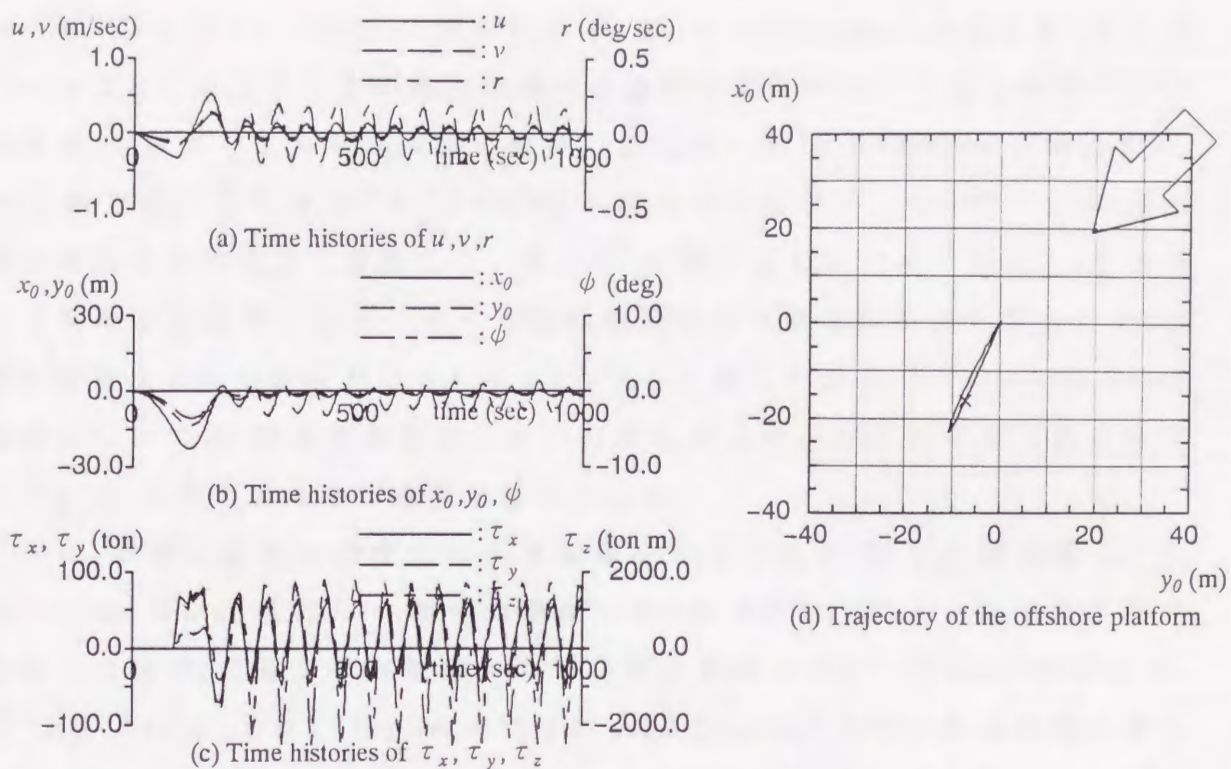 u , v (m/sec)
: u
: v
: r
r (deg/sec)
1.0
0.0
-1.0
0
500
time (sec)
1000
0.5
0.0
-0.5
(a) Time histories of u , v , r
x0 , y0 (m)
: x0
: y0
: ϕ
ϕ (deg)
30.0
0.0
-30.0
0
500
time (sec)
1000
10.0
0.0
-10.0
(b) Time histories of x0 , y0 , ϕ
τx , τy (ton)
: τx
: τy
τz (ton m)
100.0
0.0
-100.0
0
time (sec)
1000
2000.0
0.0
-2000.0
(c) Time histories of τx , τy , τz
x0 (m)
40
20
0
-20
-40
-40
-20
0
20
40
y0 (m)
(d) Trajectory of the offshore platform